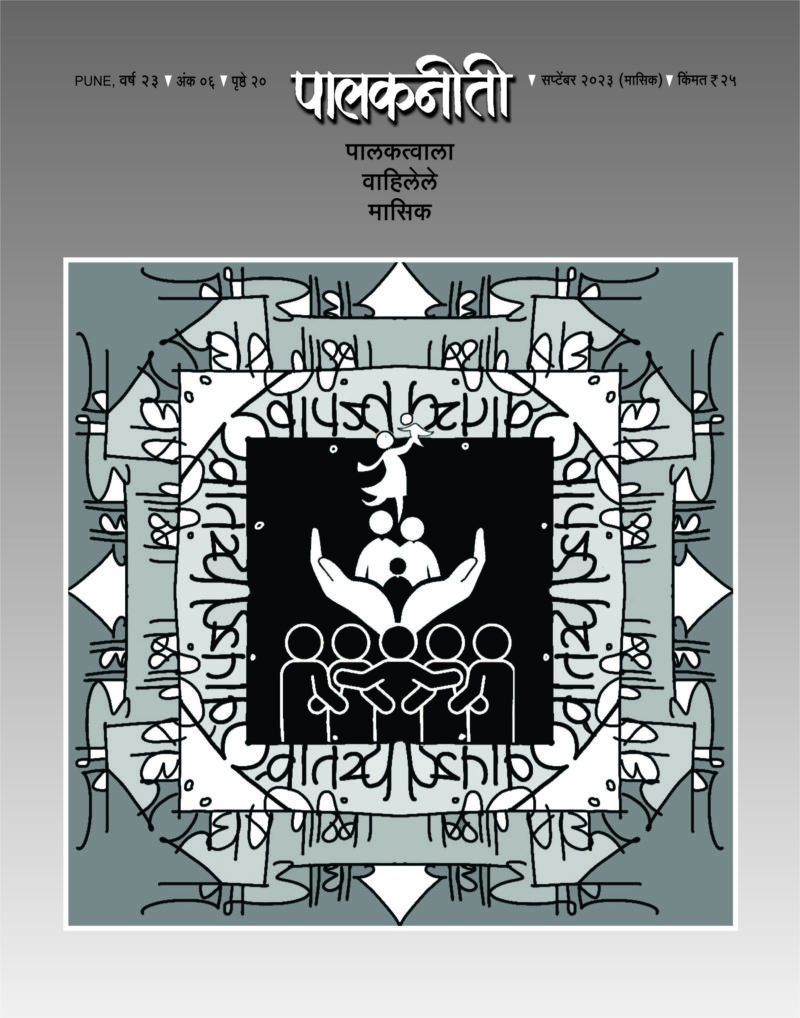 PUNE, वर्ष २३ ▼ अंक ०६ ▼ पृष्ठे २०
पालकनीती
▼ सप्टेंबर २०२३ (मासिक) ▼ किंमत ₹ २५
पालकत्वाला
वाहिलेले
मासिक